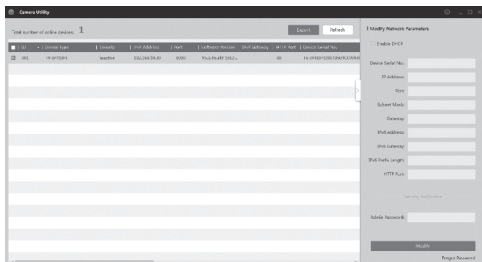 Camera Utility
Total number of online devices: 1
Export
Refresh
ID
Device Type
Security
IPv4 Address
Port
Software Version
IPv4 Gateway
HTTP Port
Device Serial No.
001
Inactive
8000
80
Modify Network Parameters
Enable DHCP
Device Serial No.:
IP Address:
Port:
Subnet Mask:
Gateway:
IPv6 Address:
IPv6 Gateway:
IPv6 Prefix Length:
HTTP Port:
Admin Password:
Modify
Forgot Password